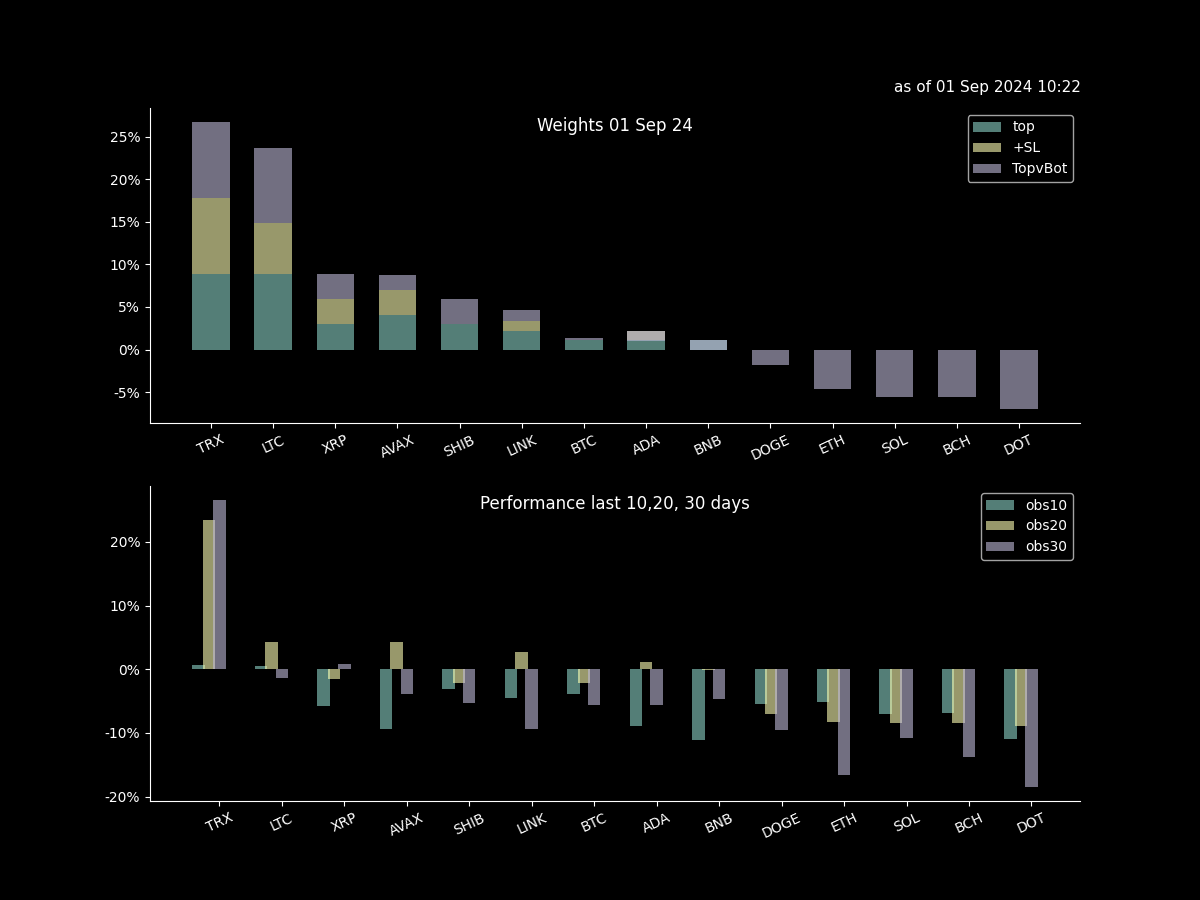 as of 01 Sep 2024 10:22
Weights 01 Sep 24
top
+SL
TopvBot
25%
20%
15%
10%
5%
0%
-5%
TRX LTC XRP AVAX SHIB LINK BTC ADA BNB DOGE ETH SOL BCH DOT
Performance last 10,20, 30 days
obs10
obs20
obs30
20%
10%
0%
-10%
-20%
TRX LTC XRP AVAX SHIB LINK BTC ADA BNB DOGE ETH SOL BCH DOT